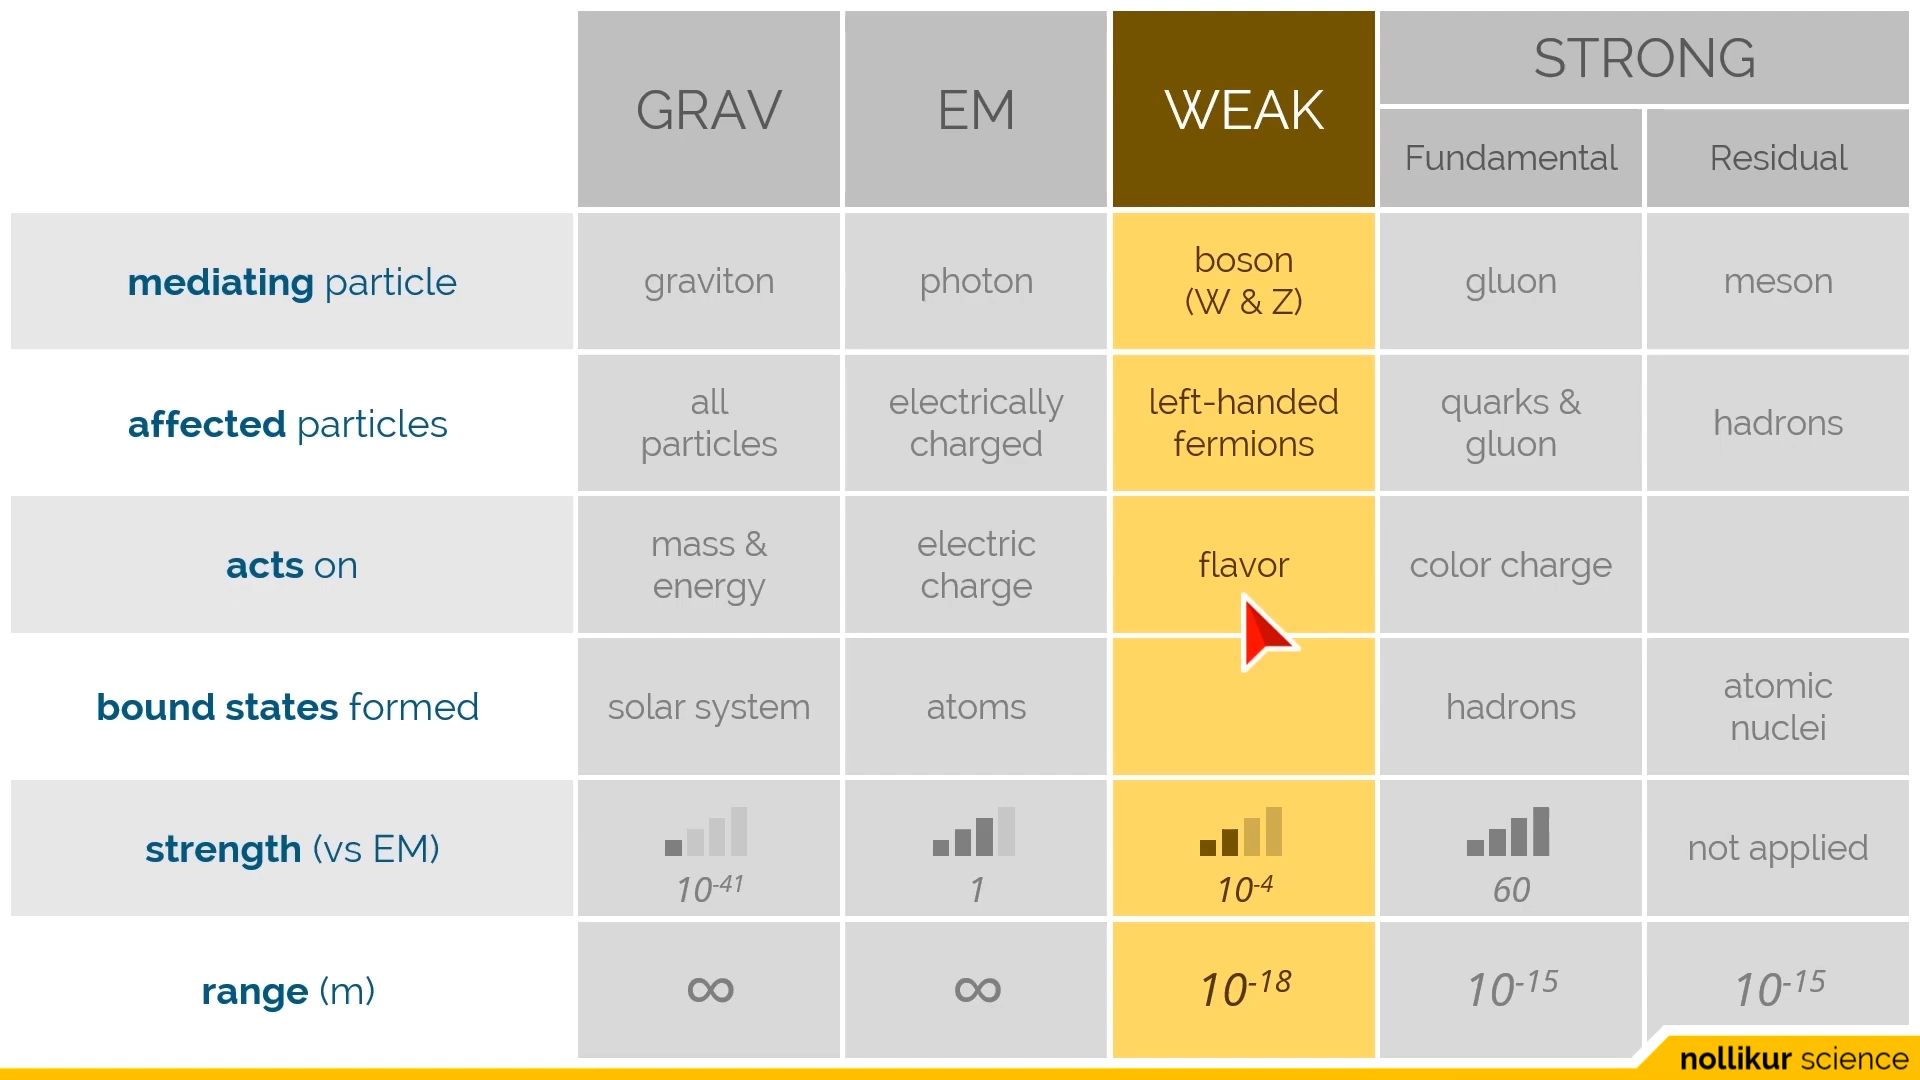 GRAV
EM
WEAK
STRONG
Fundamental
Residual
mediating particle
graviton
photon
boson
(W & Z)
gluon
meson
affected particles
all
particles
electrically
charged
left-handed
fermions
quarks &
gluon
hadrons
acts on
mass &
energy
electric
charge
flavor
color charge
bound states formed
solar system
atoms
hadrons
atomic
nuclei
strength (vs EM)
10⁻⁴¹
1
10⁻⁴
60
not applied
range (m)
∞
∞
10⁻¹⁸
10⁻¹⁵
10⁻¹⁵
nollikur science